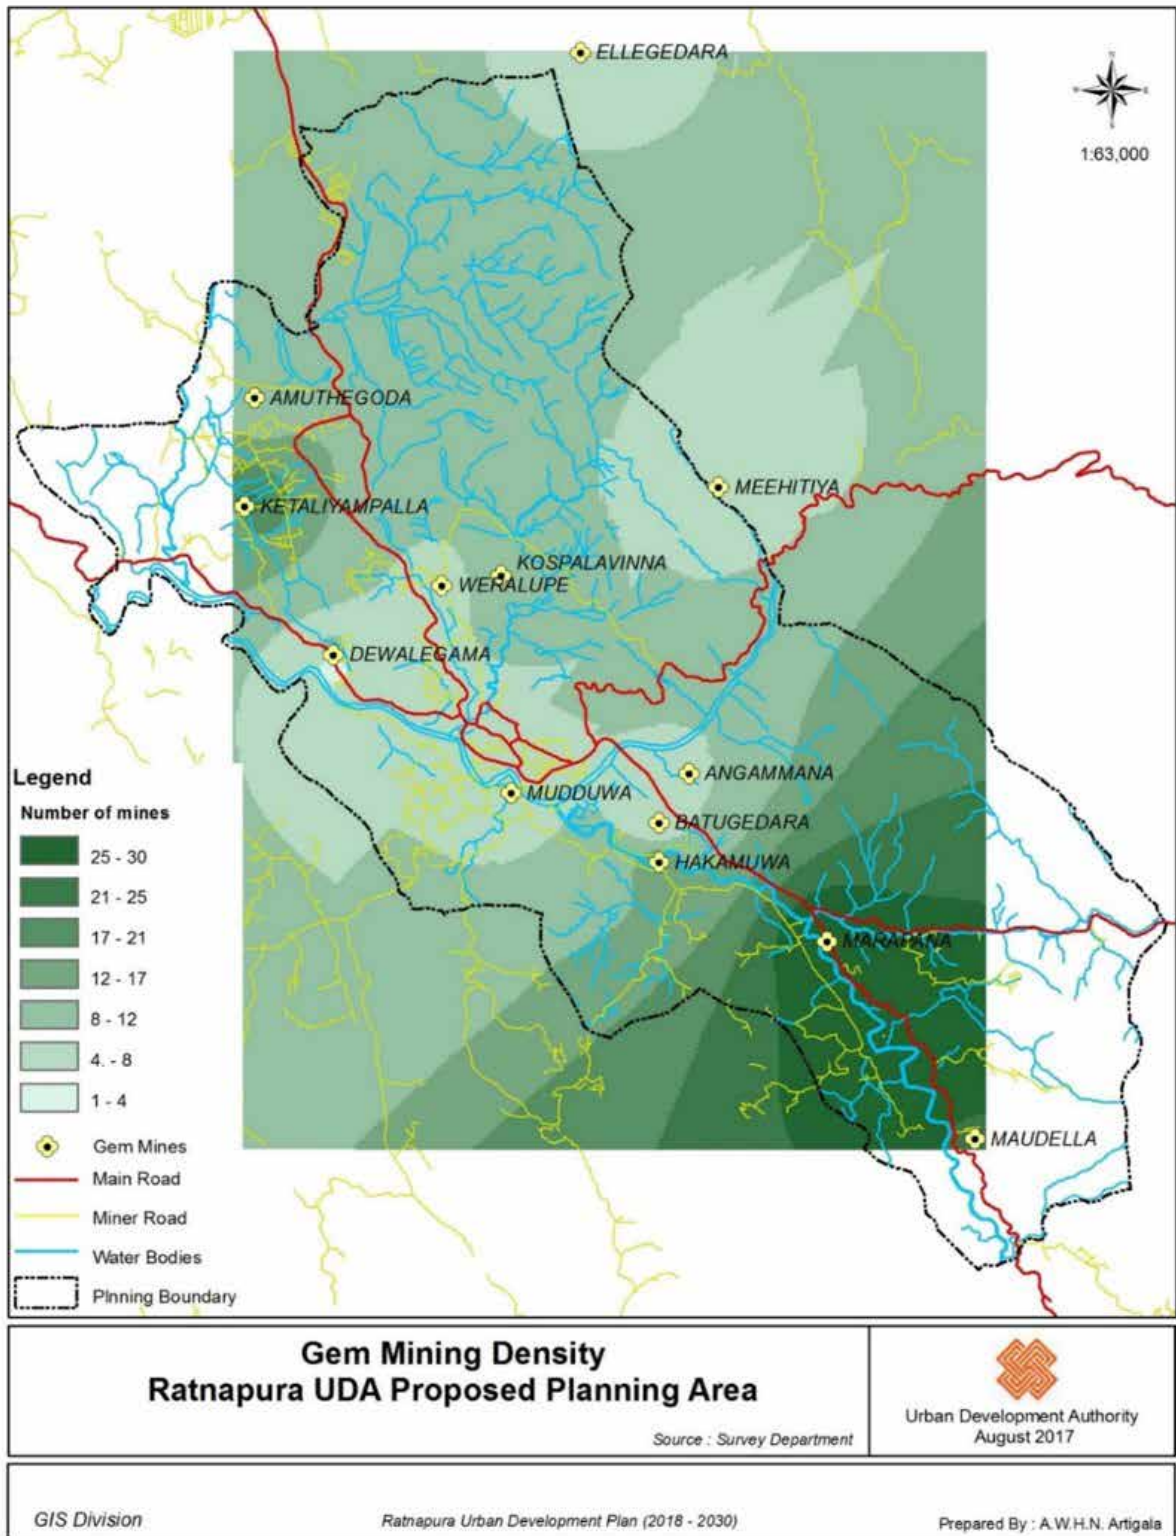 ELLEGEDARA
1:63,000
AMUTHEGODA
MEEHITIYA
KETALIYAMPALLA
KOSPALAVINNA
WERALUPE
DEWALEGAMA
ANGAMMANA
MUDDUWA
BATUGEDARA
HAKAMUWA
MARAPANA
MAUDELLA
Legend
Number of mines
25 - 30
21 - 25
17 - 21
12 - 17
8 - 12
4. - 8
1 - 4
Gem Mines
Main Road
Miner Road
Water Bodies
Plnning Boundary
Gem Mining Density
Ratnapura UDA Proposed Planning Area
Source : Survey Department
Urban Development Authority
August 2017
GIS Division
Ratnapura Urban Development Plan (2018 - 2030)
Prepared By : A.W.H.N. Artigala